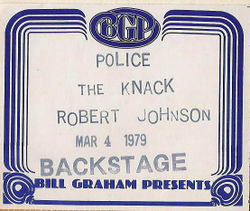 BGP
POLICE
THE KNACK
ROBERT JOHNSON
MAR 4 1979
BACKSTAGE
BILL GRAHAM PRESENTS